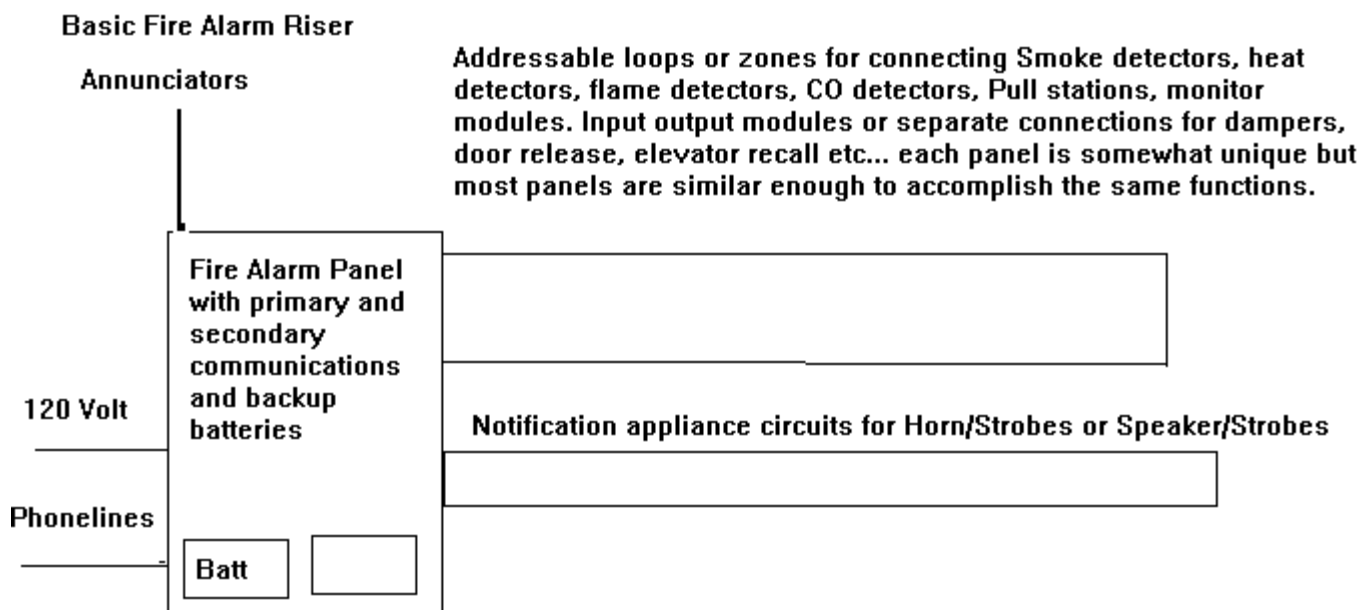 Basic Fire Alarm Riser
Annunciators
Addressable loops or zones for connecting Smoke detectors, heat
detectors, flame detectors, CO detectors, Pull stations, monitor
modules. Input output modules or separate connections for dampers,
door release, elevator recall etc... each panel is somewhat unique but
most panels are similar enough to accomplish the same functions.
Fire Alarm Panel
with primary and
secondary
communications
and backup
batteries
120 Volt
Notification appliance circuits for Horn/Strobes or Speaker/Strobes
Phonelines
Batt